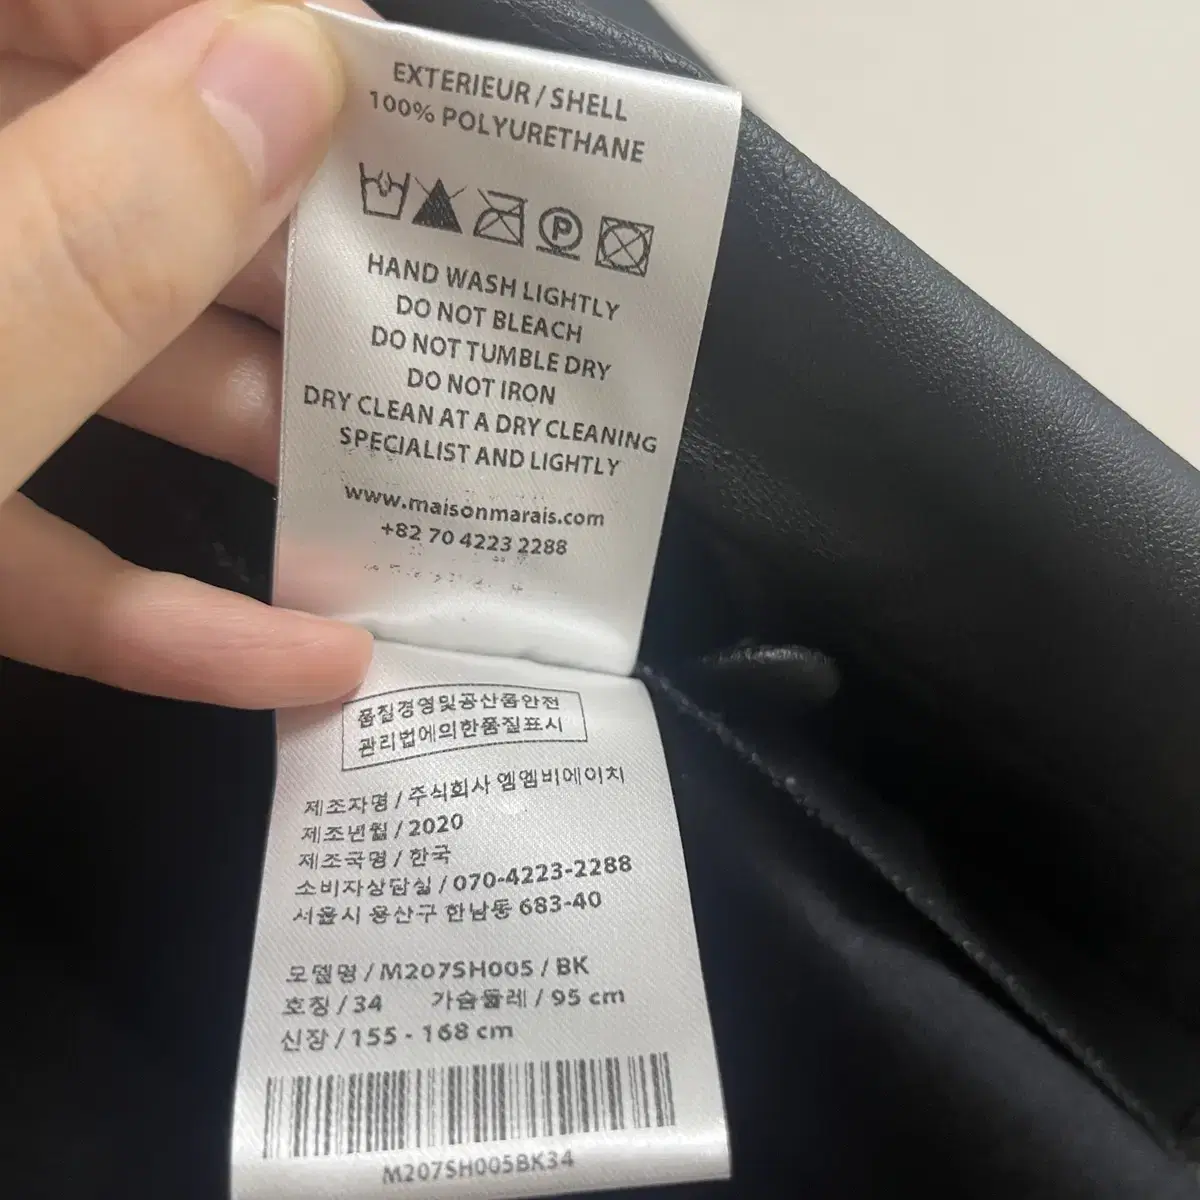 EXTERIEUR / SHELL
100% POLYURETHANE
P
HAND WASH LIGHTLY
DO NOT BLEACH
DO NOT TUMBLE DRY
DO NOT IRON
DRY CLEAN AT A DRY CLEANING
SPECIALIST AND LIGHTLY
www.maisonmarais.com
+82 70 4223 2288
품질경영및공산품안전
관리법에의한품질표시
제조자명 / 주식회사 엠엠비에이치
제조년월 / 2020
제조국명 / 한국
소비자상담실 / 070-4223-2288
서울시 용산구 한남동 683-40
모델명 / M207SH005 / BK
호칭 / 34 가슴둘레 / 95 cm
신장 / 155 - 168 cm
M207SH005BK34